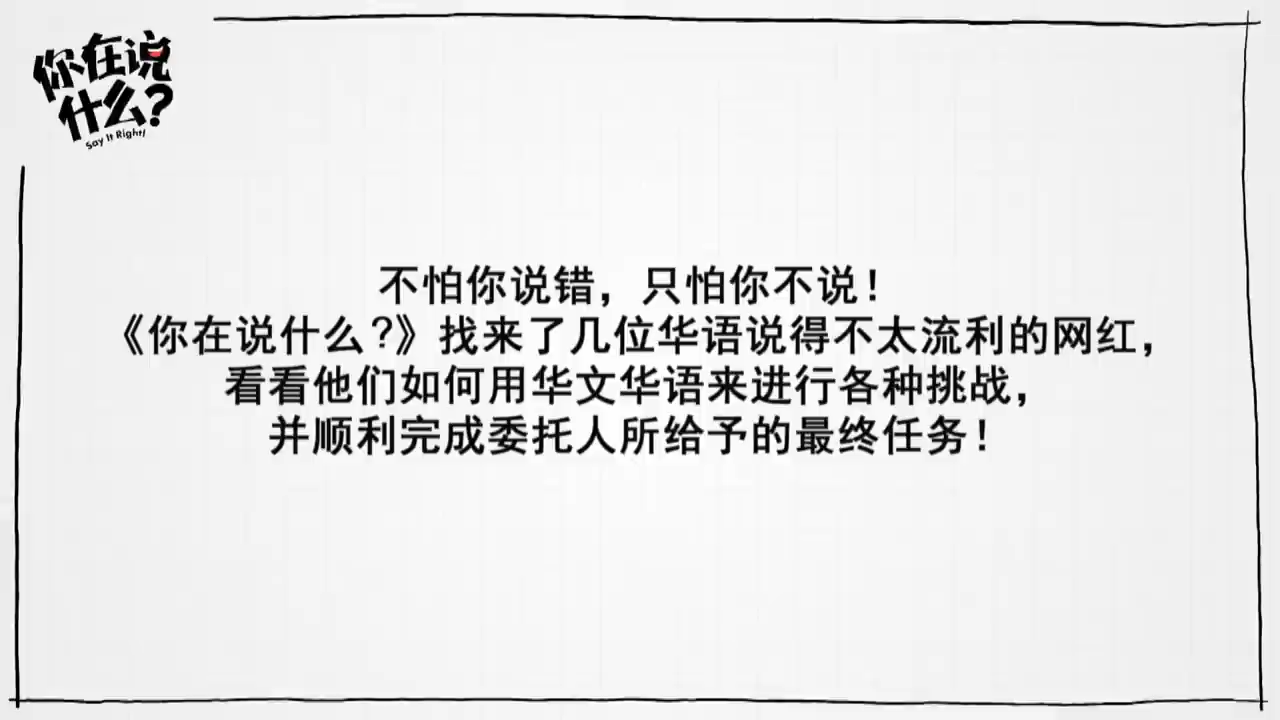 你在说
什么?
Say It Right!
不怕你说错，只怕你不说！
《你在说什么？》找来了几位华语说得不太流利的网红，
看看他们如何用华文华语来进行各种挑战，
并顺利完成委托人所给予的最终任务！